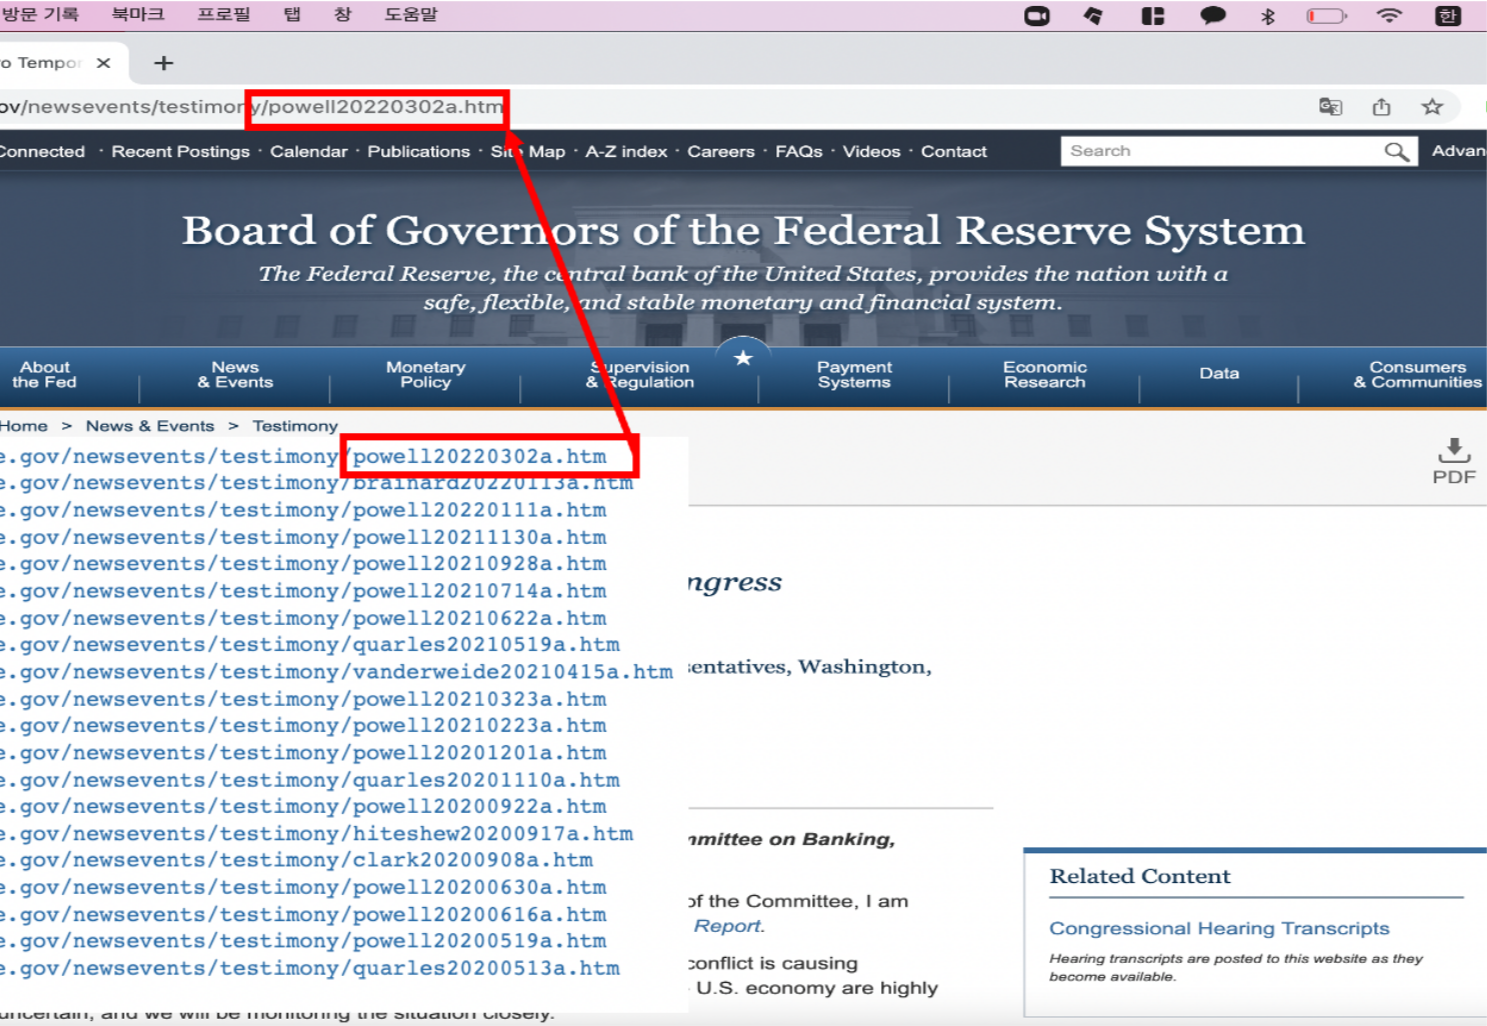 방문 기록 북마크 프로필 탭 창 도움말 한
o Tempor × +
ov/newsevents/testimony/powell20220302a.htm
Connected · Recent Postings · Calendar · Publications · Site Map · A-Z index · Careers · FAQs · Videos · Contact Search Advan
Board of Governors of the Federal Reserve System
The Federal Reserve, the central bank of the United States, provides the nation with a
safe, flexible, and stable monetary and financial system.
About
the Fed
News
& Events
Monetary
Policy
Supervision
& Regulation
Payment
Systems
Economic
Research
Data
Consumers
& Communities
Home > News & Events > Testimony
PDF
e.gov/newsevents/testimony/powell20220302a.htm
e.gov/newsevents/testimony/brainard20220113a.htm
e.gov/newsevents/testimony/powell20220111a.htm
e.gov/newsevents/testimony/powell20211130a.htm
e.gov/newsevents/testimony/powell20210928a.htm
e.gov/newsevents/testimony/powell20210714a.htm
e.gov/newsevents/testimony/powell20210622a.htm
e.gov/newsevents/testimony/quarles20210519a.htm
e.gov/newsevents/testimony/vanderweide20210415a.htm
e.gov/newsevents/testimony/powell20210323a.htm
e.gov/newsevents/testimony/powell20210223a.htm
e.gov/newsevents/testimony/powell20201201a.htm
e.gov/newsevents/testimony/quarles20201110a.htm
e.gov/newsevents/testimony/powell20200922a.htm
e.gov/newsevents/testimony/hiteshew20200917a.htm
e.gov/newsevents/testimony/clark20200908a.htm
e.gov/newsevents/testimony/powell20200630a.htm
e.gov/newsevents/testimony/powell20200616a.htm
e.gov/newsevents/testimony/powell20200519a.htm
e.gov/newsevents/testimony/quarles20200513a.htm
ngress
entatives, Washington,
mmittee on Banking,
of the Committee, I am
Report.
conflict is causing
U.S. economy are highly
uncertain, and we will be monitoring the situation closely.
Related Content
Congressional Hearing Transcripts
Hearing transcripts are posted to this website as they
become available.